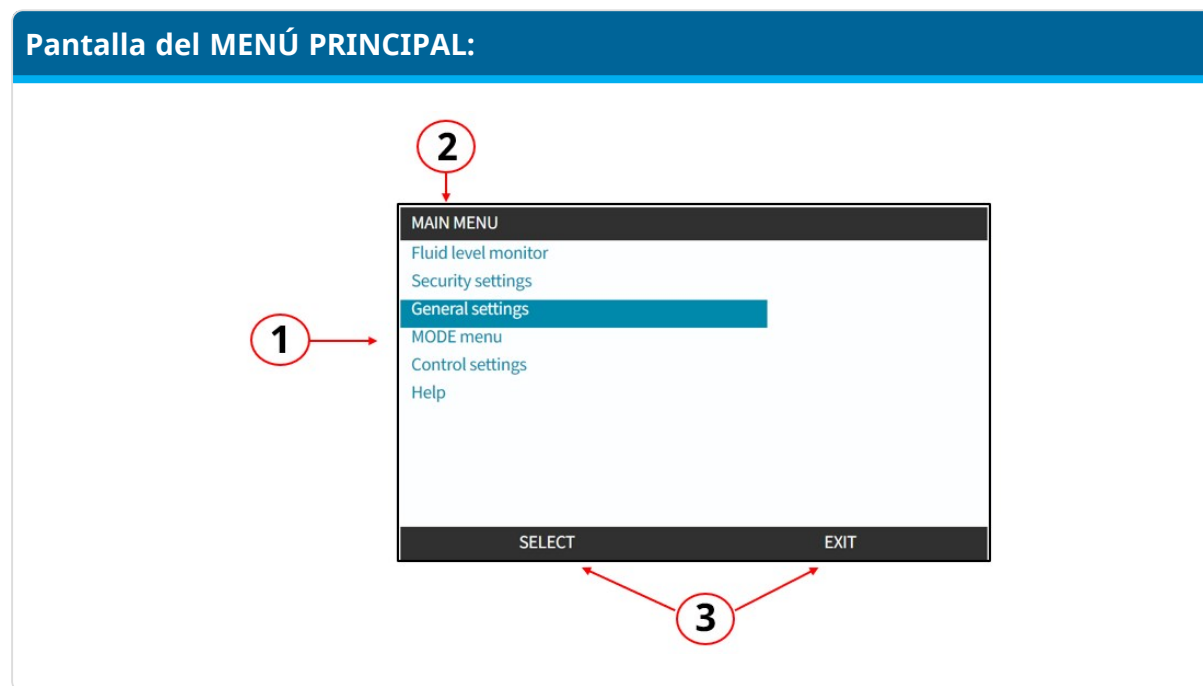 Pantalla del MENÚ PRINCIPAL:
2
MAIN MENU
Fluid level monitor
Security settings
General settings
1
MODE menu
Control settings
Help
SELECT EXIT
3